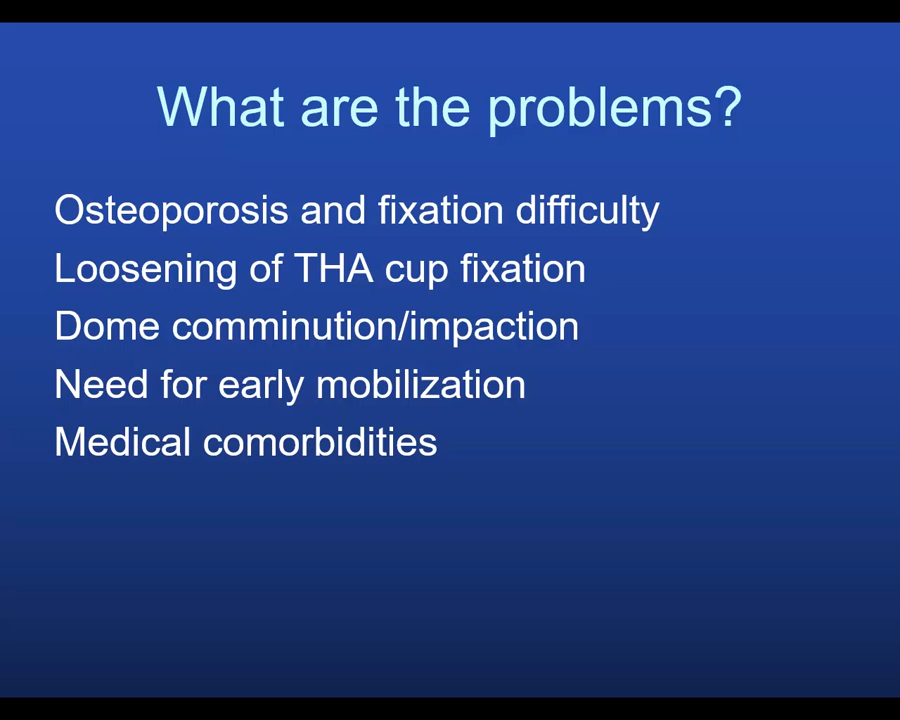 What are the problems?
Osteoporosis and fixation difficulty
Loosening of THA cup fixation
Dome comminution/impaction
Need for early mobilization
Medical comorbidities